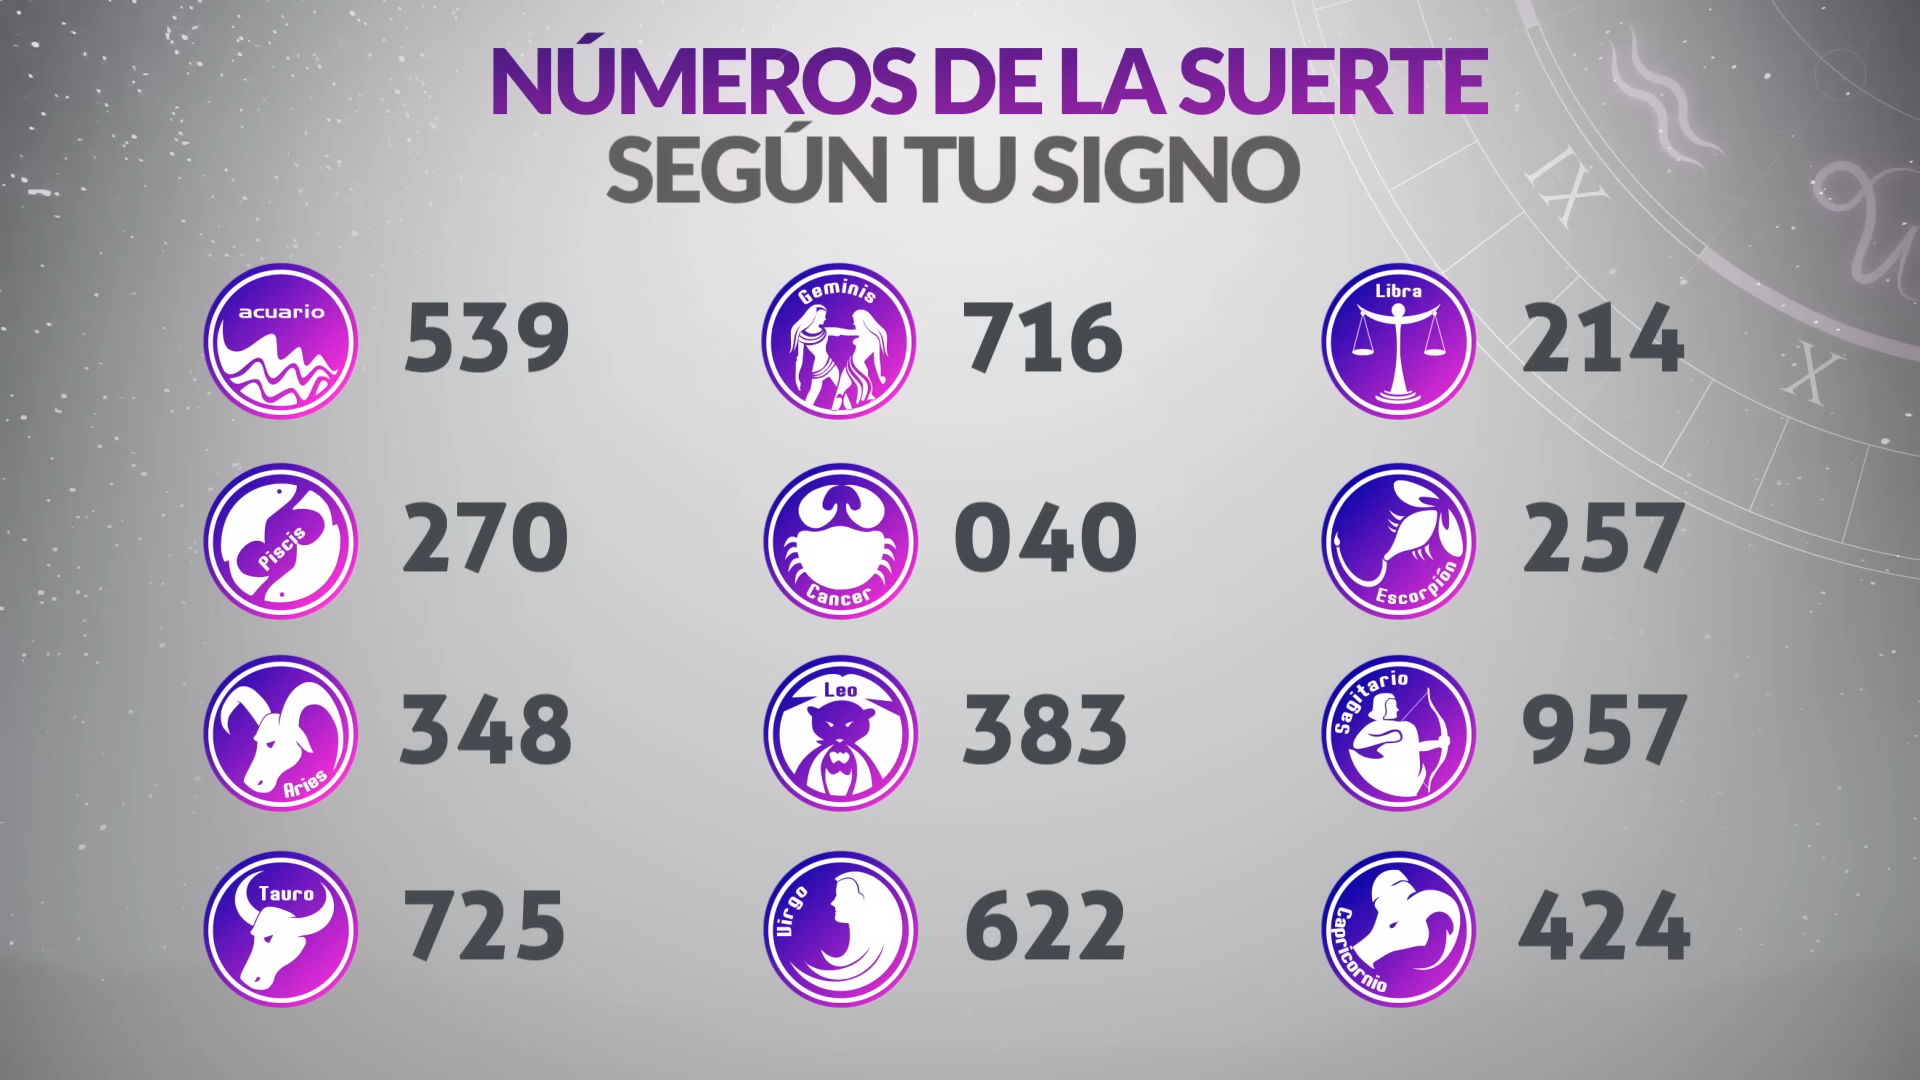 NÚMEROS DE LA SUERTE
SEGÚN TU SIGNO
IX
X
acuario 539
Geminis 716
Libra 214
Piscis 270
Cancer 040
Escorpión 257
Aries 348
Leo 383
Sagitario 957
Tauro 725
Virgo 622
Capricornio 424